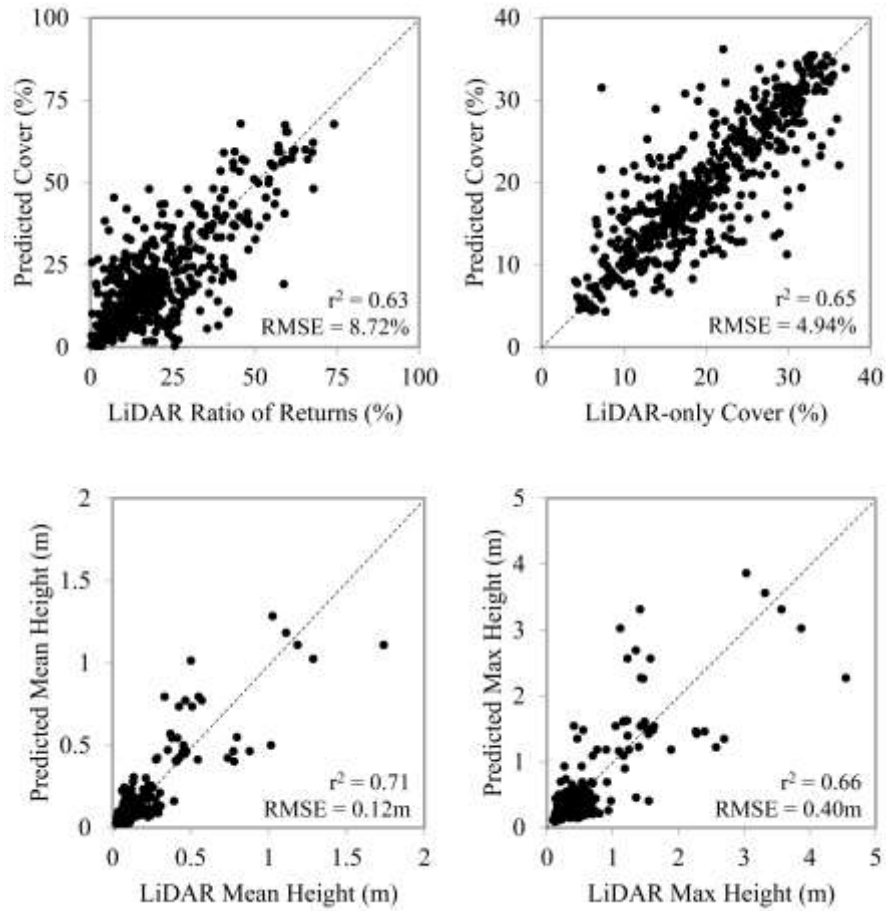 100
75
50
25
0
Predicted Cover (%)
r² = 0.63
RMSE = 8.72%
0 25 50 75 100
LiDAR Ratio of Returns (%)
40
30
20
10
0
Predicted Cover (%)
r² = 0.65
RMSE = 4.94%
0 10 20 30 40
LiDAR-only Cover (%)
2
1.5
1
0.5
0
Predicted Mean Height (m)
r² = 0.71
RMSE = 0.12m
0 0.5 1 1.5 2
LiDAR Mean Height (m)
5
4
3
2
1
0
Predicted Max Height (m)
r² = 0.66
RMSE = 0.40m
0 1 2 3 4 5
LiDAR Max Height (m)